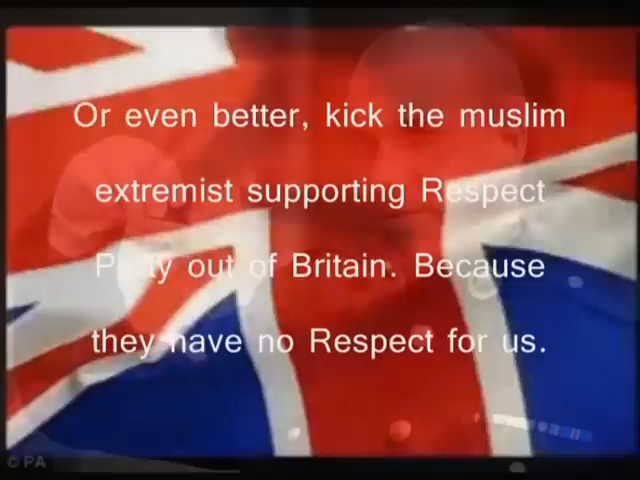 Or even better, kick the muslim
extremist supporting Respect
Party out of Britain. Because
they have no Respect for us.
© PA